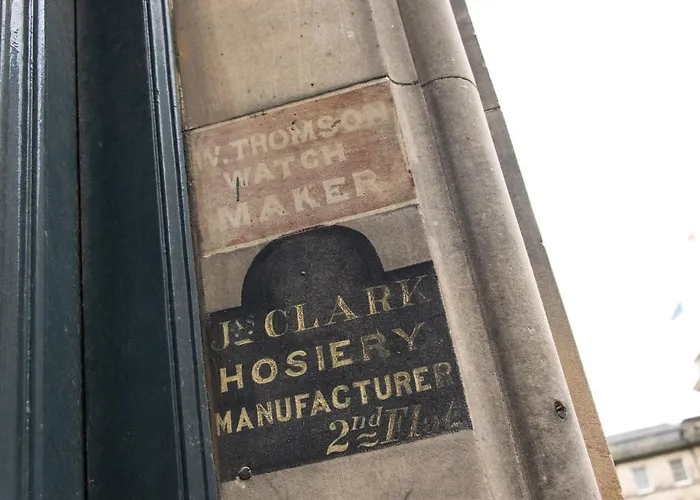 W. THOMSON
WATCH
MAKER
Jas CLARK
HOSIERY
MANUFACTURER
2nd Flat